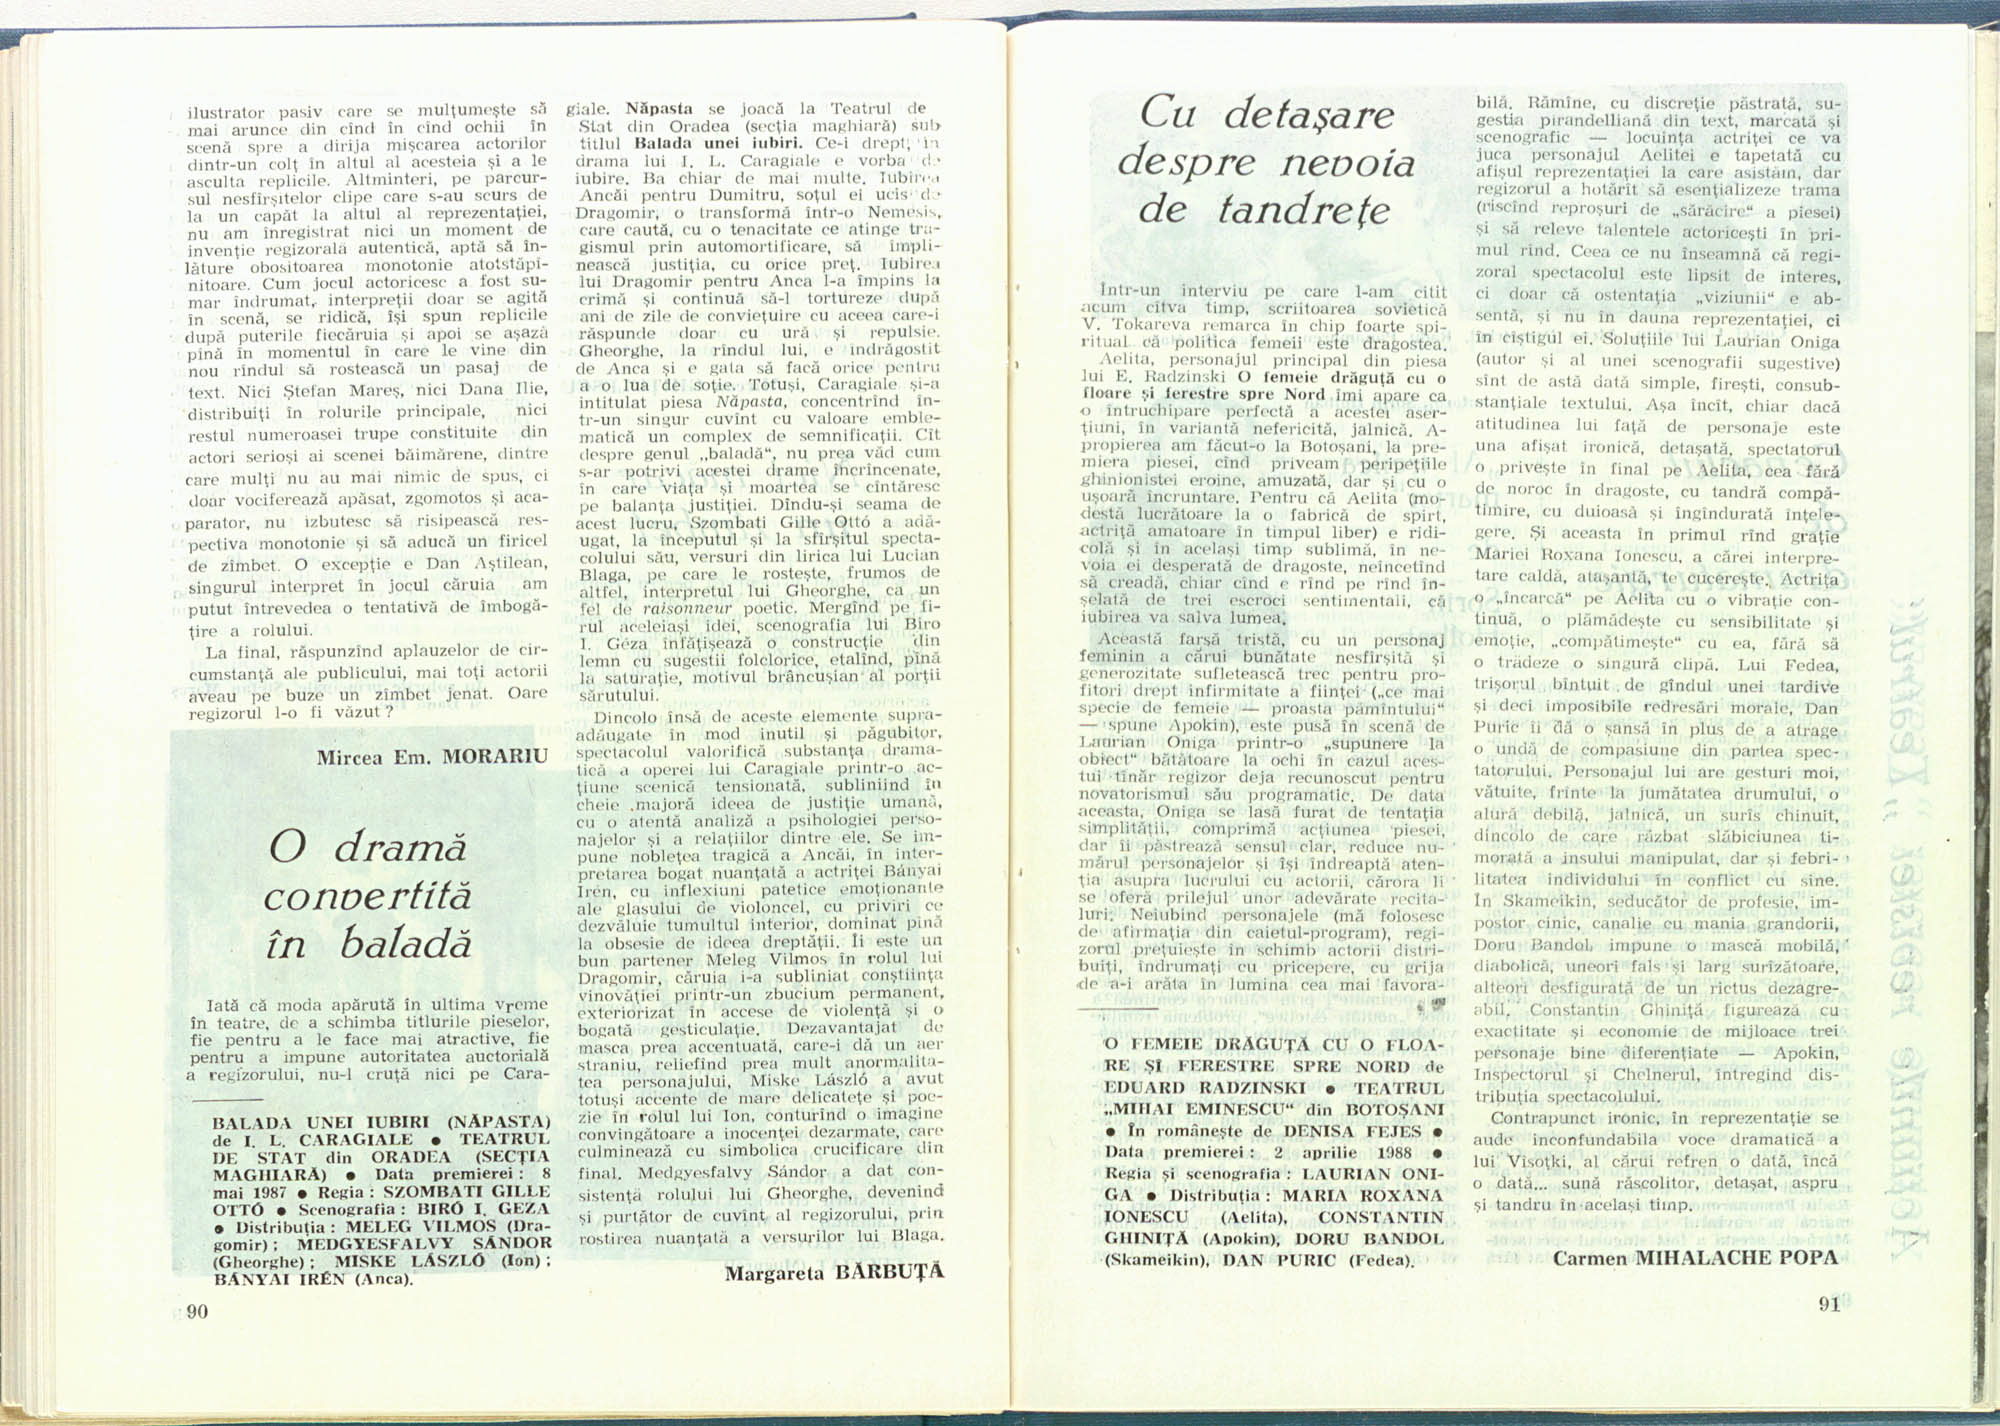 ilustrator pasiv care se mulțumește să
mai arunce din cînd în cînd ochii în
scenă spre a dirija mișcarea actorilor
dintr-un colț în altul al acesteia și a le
asculta replicile. Altminteri, pe parcur-
sul nesfîrșitelor clipe care s-au scurs de
la un capăt la altul al reprezentației,
nu am înregistrat nici un moment de
invenție regizorală autentică, aptă să în-
lăture obositoarea monotonie atotstăpî-
nitoare. Cum jocul actoricesc a fost su-
mar îndrumat, interpreții doar se agită
în scenă, se ridică, își spun replicile
după puterile fiecăruia și apoi se așază
pînă în momentul în care le vine din
nou rîndul să rostească un pasaj de
text. Nici Ștefan Mareș, nici Dana Ilie,
distribuiți în rolurile principale, nici
restul numeroasei trupe constituite din
actori serioși ai scenei băimărene, dintre
care mulți nu au mai nimic de spus, ci
doar vociferează apăsat, zgomotos și aca-
parator, nu izbutesc să risipească res-
pectiva monotonie și să aducă un firicel
de zîmbet. O excepție e Dan Aștilean,
singurul interpret în jocul căruia am
putut întrevedea o tentativă de îmbogă-
țire a rolului.
La final, răspunzînd aplauzelor de cir-
cumstanță ale publicului, mai toți actorii
aveau pe buze un zîmbet jenat. Oare
regizorul l-o fi văzut ?
Mircea Em. MORARIU
O dramă
convertită
în baladă
Iată că moda apărută în ultima vreme
în teatre, de a schimba titlurile pieselor,
fie pentru a le face mai atractive, fie
pentru a impune autoritatea auctorială
a regizorului, nu-l cruță nici pe Cara-
BALADA UNEI IUBIRI (NĂPASTA)
de I. L. CARAGIALE ● TEATRUL
DE STAT din ORADEA (SECȚIA
MAGHIARĂ) ● Data premierei : 8
mai 1987 ● Regia : SZOMBATI GILLE
OTTÓ ● Scenografia : BIRÓ I. GEZA
● Distribuția : MELEG VILMOS (Dra-
gomir) ; MEDGYESFALVY SÁNDOR
(Gheorghe) ; MISKE LÁSZLÓ (Ion) ;
BÁNYAI IRÉN (Anca).
90
giale. Năpasta se joacă la Teatrul de
Stat din Oradea (secția maghiară) sub
titlul Balada unei iubiri. Ce-i drept, în
drama lui I. L. Caragiale e vorba de
iubire. Ba chiar de mai multe. Iubirea
Ancăi pentru Dumitru, soțul ei ucis de
Dragomir, o transformă într-o Nemesis,
care caută, cu o tenacitate ce atinge tra-
gismul prin automortificare, să împli-
nească justiția, cu orice preț. Iubirea
lui Dragomir pentru Anca l-a împins la
crimă și continuă să-l tortureze după
ani de zile de conviețuire cu aceea care-i
răspunde doar cu ură și repulsie.
Gheorghe, la rîndul lui, e îndrăgostit
de Anca și e gata să facă orice pentru
a o lua de soție. Totuși, Caragiale și-a
intitulat piesa Năpasta, concentrînd în-
tr-un singur cuvînt cu valoare emble-
matică un complex de semnificații. Cît
despre genul „baladă“, nu prea văd cum
s-ar potrivi acestei drame încrîncenate,
în care viața și moartea se cîntăresc
pe balanța justiției. Dîndu-și seama de
acest lucru, Szombati Gille Ottó a adă-
ugat, la începutul și la sfîrșitul specta-
colului său, versuri din lirica lui Lucian
Blaga, pe care le rostește, frumos de
altfel, interpretul lui Gheorghe, ca un
fel de raisonneur poetic. Mergînd pe fi-
rul aceleiași idei, scenografia lui Biro
I. Géza înfățișează o construcție din
lemn cu sugestii folclorice, etalînd, pînă
la saturație, motivul brâncușian al porții
sărutului.
Dincolo însă de aceste elemente supra-
adăugate în mod inutil și păgubitor,
spectacolul valorifică substanța drama-
tică a operei lui Caragiale printr-o ac-
țiune scenică tensionată, subliniind în
cheie majoră ideea de justiție umană,
cu o atentă analiză a psihologiei perso-
najelor și a relațiilor dintre ele. Se im-
pune noblețea tragică a Ancăi, în inter-
pretarea bogat nuanțată a actriței Bányai
Irén, cu inflexiuni patetice emoționante
ale glasului de violoncel, cu priviri ce
dezvăluie tumultul interior, dominat pînă
la obsesie de ideea dreptății. Îi este un
bun partener Meleg Vilmos în rolul lui
Dragomir, căruia i-a subliniat conștiința
vinovăției printr-un zbucium permanent,
exteriorizat în accese de violență și o
bogată gesticulație. Dezavantajat de
masca prea accentuată, care-i dă un aer
straniu, reliefînd prea mult anormalita-
tea personajului, Miske László a avut
totuși accente de mare delicatețe și poe-
zie în rolul lui Ion, conturînd o imagine
convingătoare a inocenței dezarmate, care
culminează cu simbolica crucificare din
final. Medgyesfalvy Sándor a dat con-
sistență rolului lui Gheorghe, devenind
și purtător de cuvînt al regizorului, prin
rostirea nuanțată a versurilor lui Blaga.
Margareta BĂRBUȚĂ
Cu detașare
despre nevoia
de tandrețe
Într-un interviu pe care l-am citit
acum cîtva timp, scriitoarea sovietică
V. Tokareva remarca în chip foarte spi-
ritual că politica femeii este dragostea.
Aelita, personajul principal din piesa
lui E. Radzinski O femeie drăguță cu o
floare și ferestre spre Nord îmi apare ca
o întruchipare perfectă a acestei aser-
țiuni, în variantă nefericită, jalnică. A-
propierea am făcut-o la Botoșani, la pre-
miera piesei, cînd priveam peripețiile
ghinionistei eroine, amuzată, dar și cu o
ușoară încruntare. Pentru că Aelita (mo-
destă lucrătoare la o fabrică de spirt,
actriță amatoare în timpul liber) e ridi-
colă și în același timp sublimă, în ne-
voia ei desperată de dragoste, neîncetînd
să creadă, chiar cînd e rînd pe rînd în-
șelată de trei escroci sentimentali, că
iubirea va salva lumea.
Această farsă tristă, cu un personaj
feminin a cărui bunătate nesfîrșită și
generozitate sufletească trec pentru pro-
fitori drept infirmitate a ființei („ce mai
specie de femeie — proasta pămîntului“
— spune Apokin), este pusă în scenă de
Laurian Oniga printr-o „supunere la
obiect“ bătătoare la ochi în cazul aces-
tui tînăr regizor deja recunoscut pentru
novatorismul său programatic. De data
aceasta, Oniga se lasă furat de tentația
simplității, comprimă acțiunea piesei,
dar îi păstrează sensul clar, reduce nu-
mărul personajelor și își îndreaptă aten-
ția asupra lucrului cu actorii, cărora li
se oferă prilejul unor adevărate recita-
luri. Neiubind personajele (mă folosesc
de afirmația din caietul-program), regi-
zorul prețuiește în schimb actorii distri-
buiți, îndrumați cu pricepere, cu grija
de a-i arăta în lumina cea mai favora-
O FEMEIE DRĂGUȚĂ CU O FLOA-
RE ȘI FERESTRE SPRE NORD de
EDUARD RADZINSKI ● TEATRUL
„MIHAI EMINESCU“ din BOTOȘANI
● În românește de DENISA FEJES ●
Data premierei : 2 aprilie 1988 ●
Regia și scenografia : LAURIAN ONI-
GA ● Distribuția : MARIA ROXANA
IONESCU (Aelita), CONSTANTIN
GHINIȚĂ (Apokin), DORU BANDOL
(Skameikin), DAN PURIC (Fedea).
bilă. Rămîne, cu discreție păstrată, su-
gestia pirandelliană din text, marcată și
scenografic — locuința actriței ce va
juca personajul Aelitei e tapetată cu
afișul reprezentației la care asistăm, dar
regizorul a hotărît să esențializeze trama
(riscînd reproșuri de „sărăcire“ a piesei)
și să releve talentele actoricești în pri-
mul rînd. Ceea ce nu înseamnă că regi-
zoral spectacolul este lipsit de interes,
ci doar că ostentația „viziunii“ e ab-
sentă, și nu în dauna reprezentației, ci
în cîștigul ei. Soluțiile lui Laurian Oniga
(autor și al unei scenografii sugestive)
sînt de astă dată simple, firești, consub-
stanțiale textului. Așa încît, chiar dacă
atitudinea lui față de personaje este
una afișat ironică, detașată, spectatorul
o privește în final pe Aelita, cea fără
de noroc în dragoste, cu tandră compă-
timire, cu duioasă și îngîndurată înțele-
gere. Și aceasta în primul rînd grație
Mariei Roxana Ionescu, a cărei interpre-
tare caldă, atașantă, te cucerește. Actrița
o „încarcă“ pe Aelita cu o vibrație con-
tinuă, o plămădește cu sensibilitate și
emoție, „compătimește“ cu ea, fără să
o trădeze o singură clipă. Lui Fedea,
trișorul bîntuit de gîndul unei tardive
și deci imposibile redresări morale, Dan
Puric îi dă o șansă în plus de a atrage
o undă de compasiune din partea spec-
tatorului. Personajul lui are gesturi moi,
vătuite, frînte la jumătatea drumului, o
alură debilă, jalnică, un surîs chinuit,
dincolo de care răzbat slăbiciunea ti-
morată a insului manipulat, dar și febri-
litatea individului în conflict cu sine.
În Skameikin, seducător de profesie, im-
postor cinic, canalie cu mania grandorii,
Doru Bandol impune o mască mobilă,
diabolică, uneori fals și larg surîzătoare,
alteori desfigurată de un rictus dezagre-
abil. Constantin Ghiniță figurează cu
exactitate și economie de mijloace trei
personaje bine diferențiate — Apokin,
Inspectorul și Chelnerul, întregind dis-
tribuția spectacolului.
Contrapunct ironic, în reprezentație se
aude inconfundabila voce dramatică a
lui Visoțki, al cărui refren o dată, încă
o dată... sună răscolitor, detașat, aspru
și tandru în același timp.
Carmen MIHALACHE POPA
91